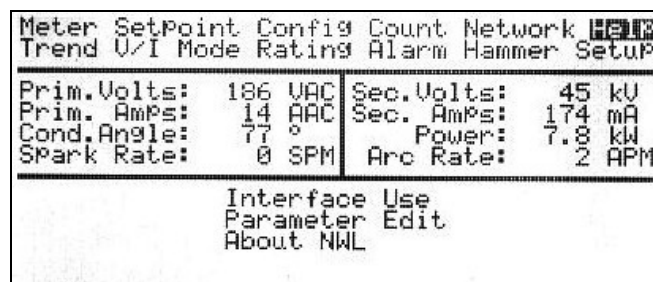 Meter SetPoint Config Count Network Help
Trend V/I Mode Rating Alarm Hammer Setup
Prim.Volts: 186 VAC Sec.Volts: 45 kV
Prim. Amps: 14 AAC Sec. Amps: 174 mA
Cond.Angle: 77 ° Power: 7.8 kW
Spark Rate: 0 SPM Arc Rate: 2 APM
Interface Use
Parameter Edit
About NWL